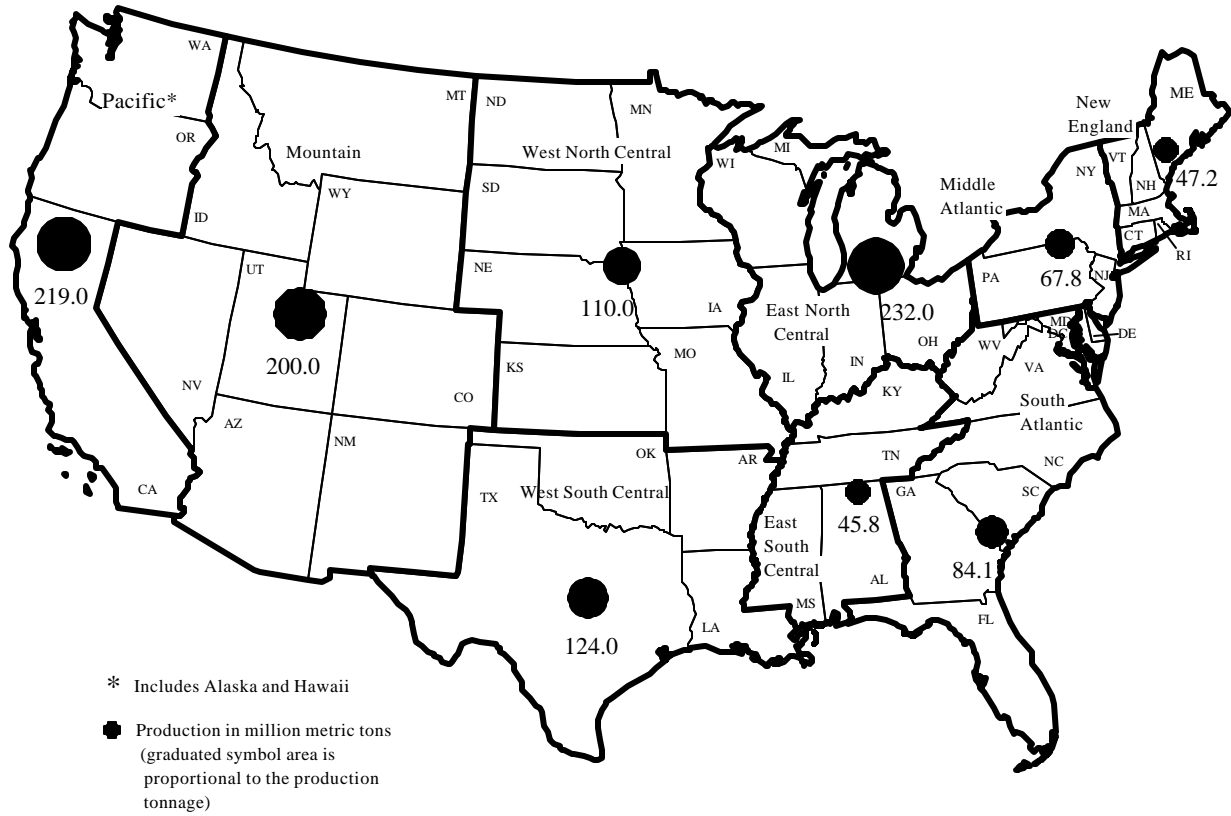 WA
Pacific*
OR
MT
ND
MN
New
England
ME
Mountain
West North Central
WI
MI
VT
NH
47.2
WY
SD
Middle
Atlantic
NY
MA
CT
RI
ID
UT
NE
PA
NJ
67.8
219.0
110.0
IA
East North
Central
232.0
MD
DC
DE
200.0
MO
OH
WV
VA
NV
CO
KS
IL
IN
KY
South
Atlantic
AZ
NM
OK
AR
TN
NC
CA
TX
West South Central
GA
SC
East
South
Central
45.8
84.1
AL
MS
FL
LA
124.0
* Includes Alaska and Hawaii
Production in million metric tons
(graduated symbol area is
proportional to the production
tonnage)